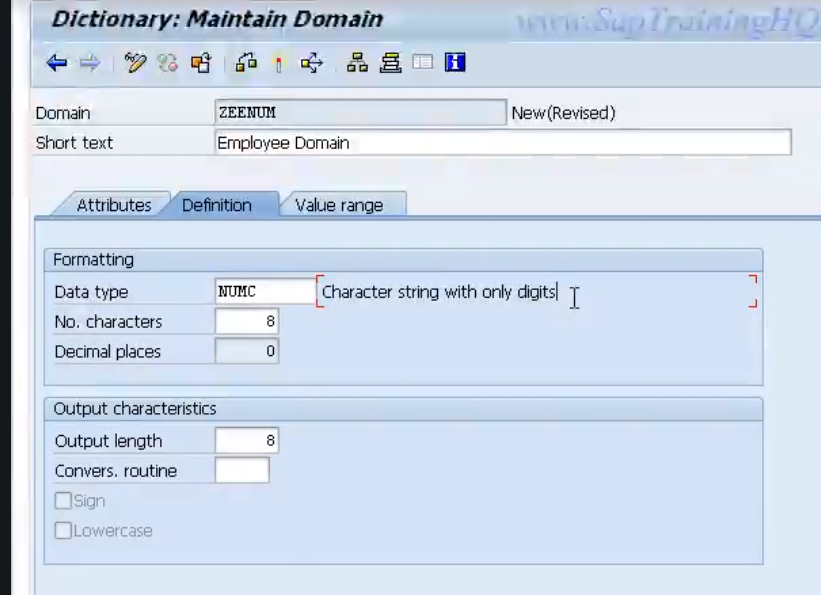 Dictionary: Maintain Domain
www.SapTrainingHQ
Domain ZEENUM New(Revised)
Short text Employee Domain
Attributes Definition Value range
Formatting
Data type NUMC Character string with only digits
No. characters 8
Decimal places 0
Output characteristics
Output length 8
Convers. routine
Sign
Lowercase